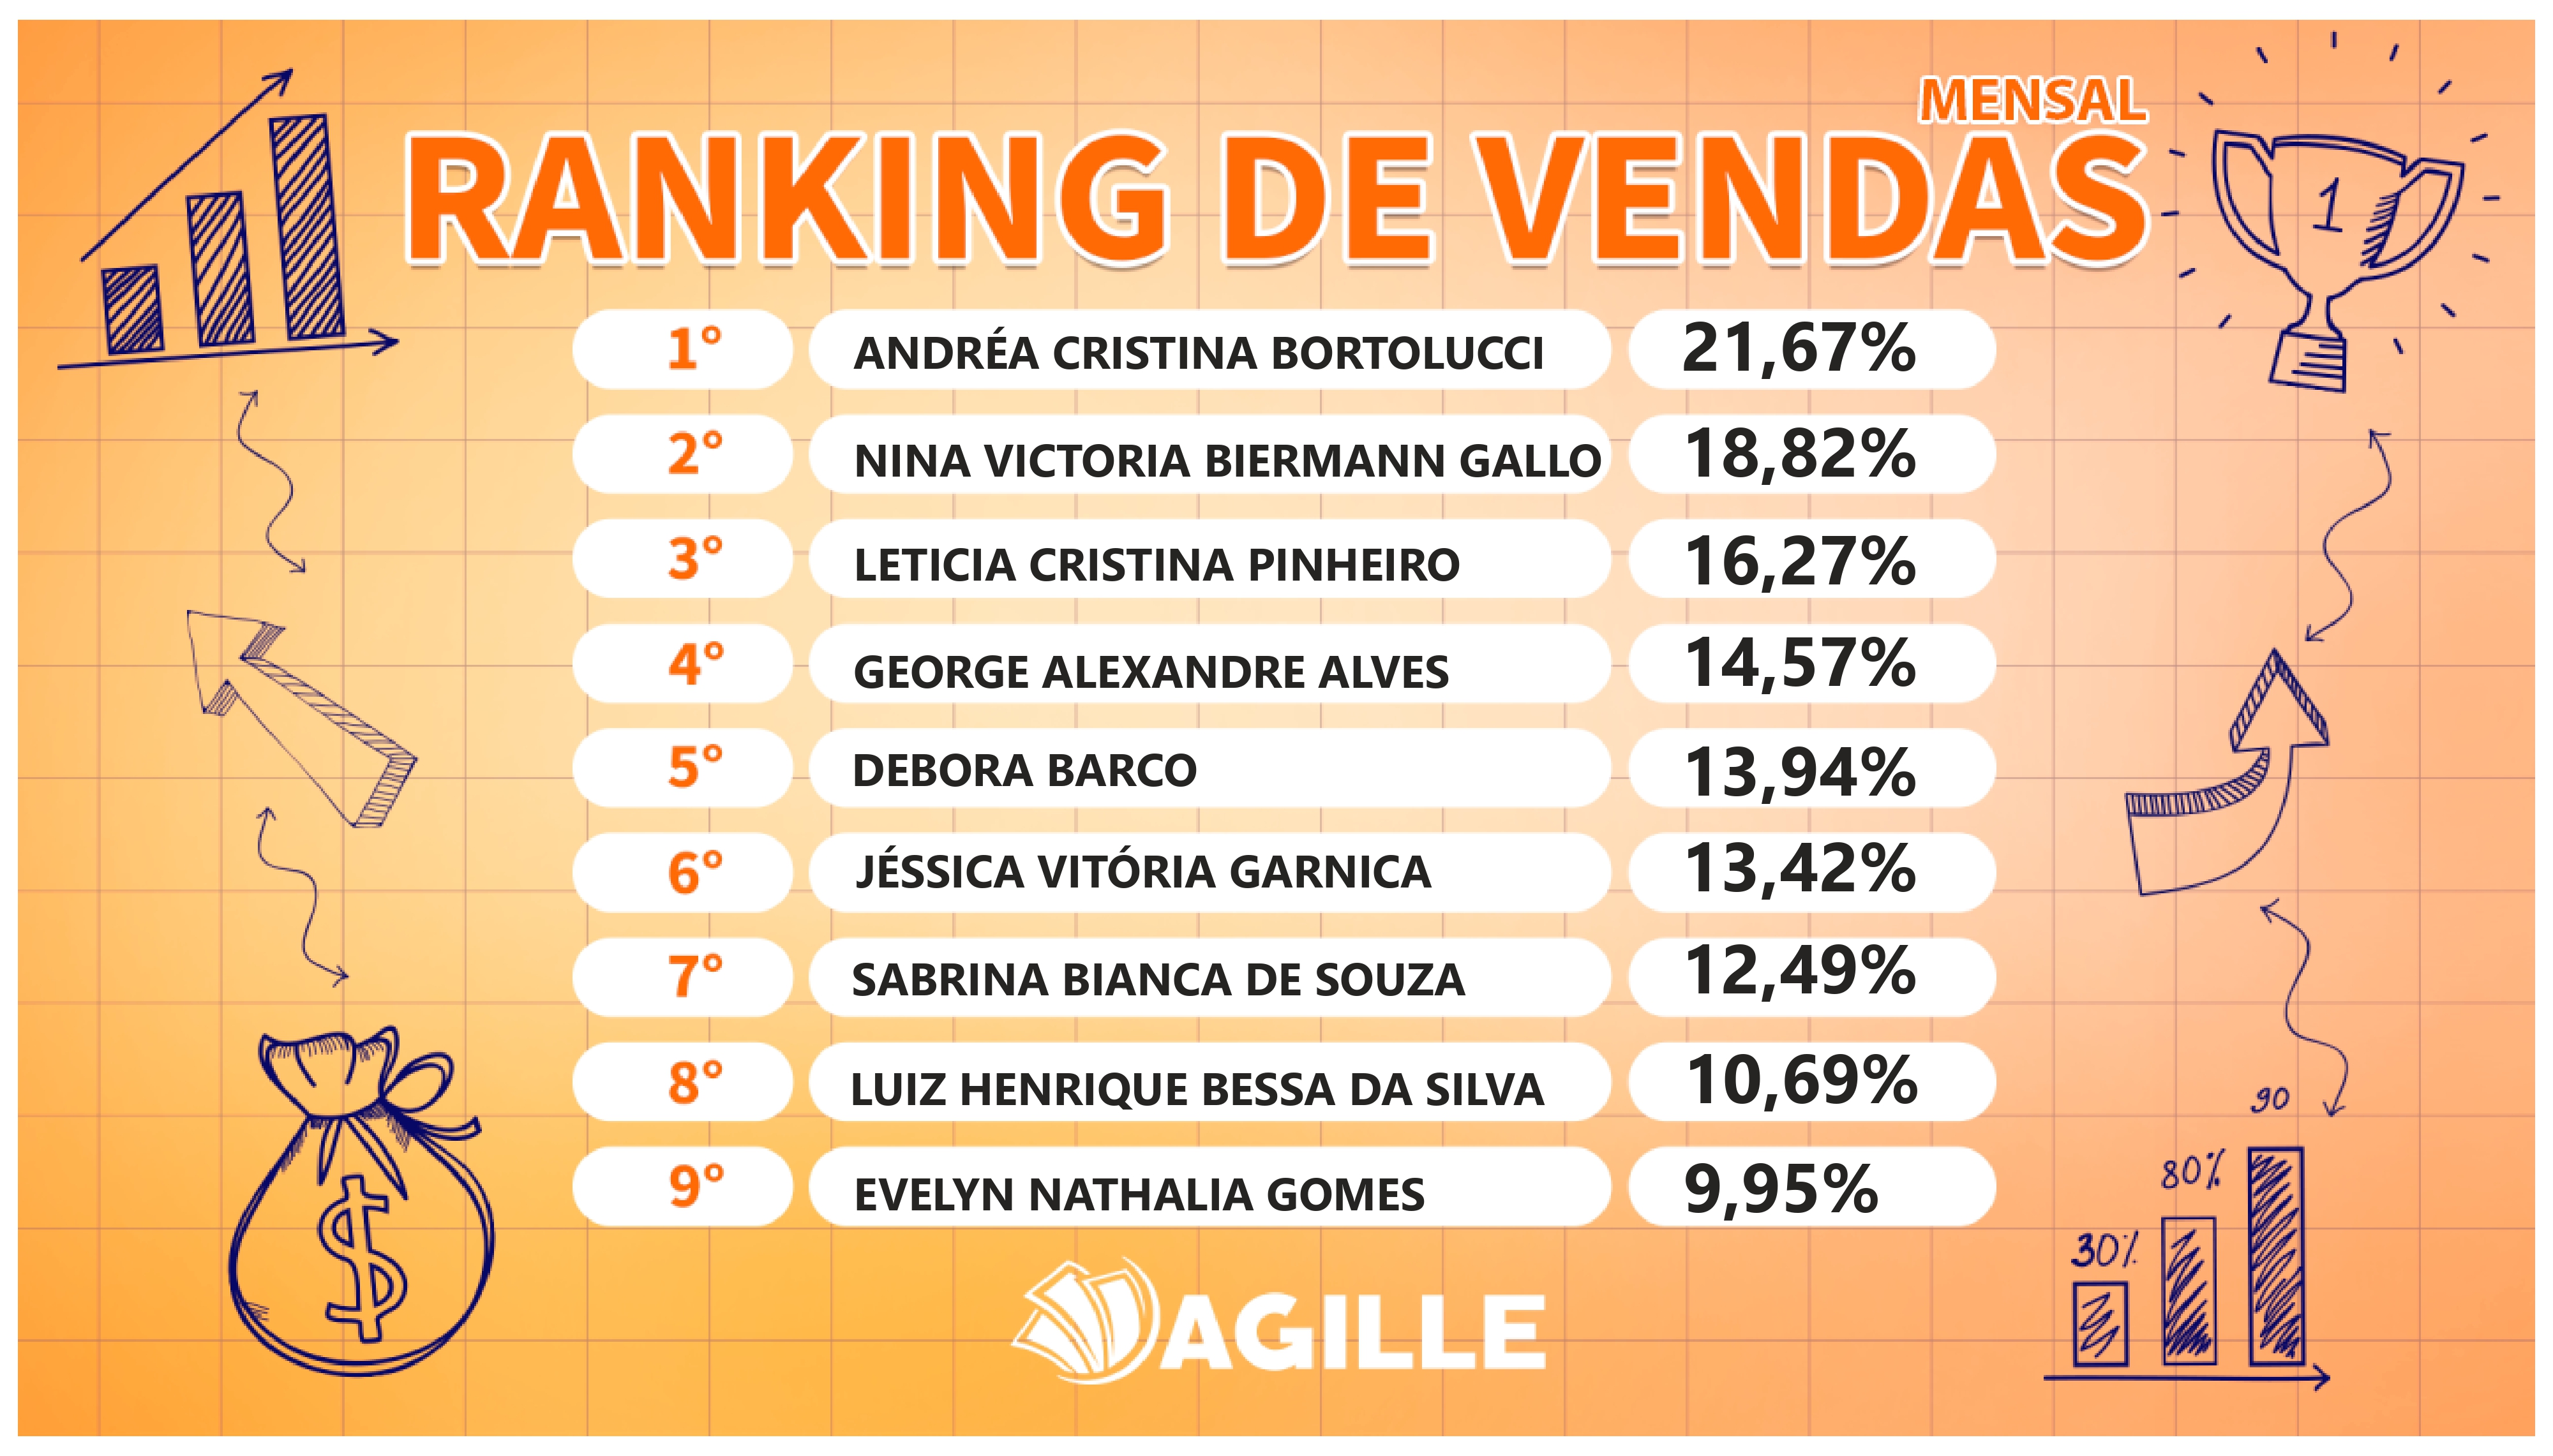 MENSAL
RANKING DE VENDAS
1
1° ANDRÉA CRISTINA BORTOLUCCI 21,67%
2° NINA VICTORIA BIERMANN GALLO 18,82%
3° LETICIA CRISTINA PINHEIRO 16,27%
4° GEORGE ALEXANDRE ALVES 14,57%
5° DEBORA BARCO 13,94%
6° JÉSSICA VITÓRIA GARNICA 13,42%
7° SABRINA BIANCA DE SOUZA 12,49%
8° LUIZ HENRIQUE BESSA DA SILVA 10,69%
9° EVELYN NATHALIA GOMES 9,95%
$
90
80%
30%
AGILLE